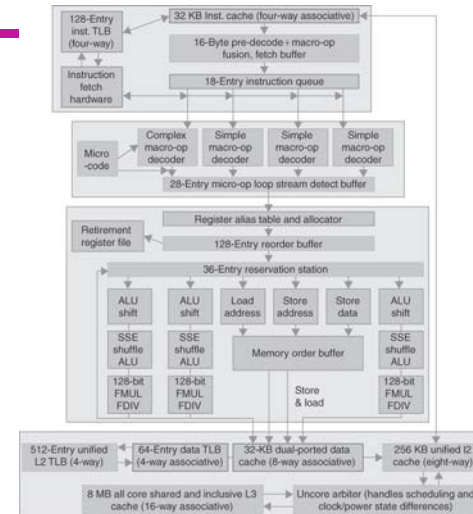 128-Entry
inst. TLB
(four-way)
32 KB Inst. cache (four-way associative)
16-Byte pre-decode+macro-op
fusion, fetch buffer
Instruction
fetch
hardware
18-Entry instruction queue
Micro
-code
Complex
macro-op
decoder
Simple
macro-op
decoder
Simple
macro-op
decoder
Simple
macro-op
decoder
28-Entry micro-op loop stream detect buffer
Register alias table and allocator
Retirement
register file
128-Entry reorder buffer
36-Entry reservation station
ALU
shift
ALU
shift
Load
address
Store
address
Store
data
ALU
shift
SSE
shuffle
ALU
SSE
shuffle
ALU
Memory order buffer
SSE
shuffle
ALU
128-bit
FMUL
FDIV
128-bit
FMUL
FDIV
Store
& load
128-bit
FMUL
FDIV
512-Entry unified
L2 TLB (4-way)
64-Entry data TLB
(4-way associative)
32-KB dual-ported data
cache (8-way associative)
256 KB unified l2
cache (eight-way)
8 MB all core shared and inclusive L3
cache (16-way associative)
Uncore arbiter (handles scheduling and
clock/power state differences)